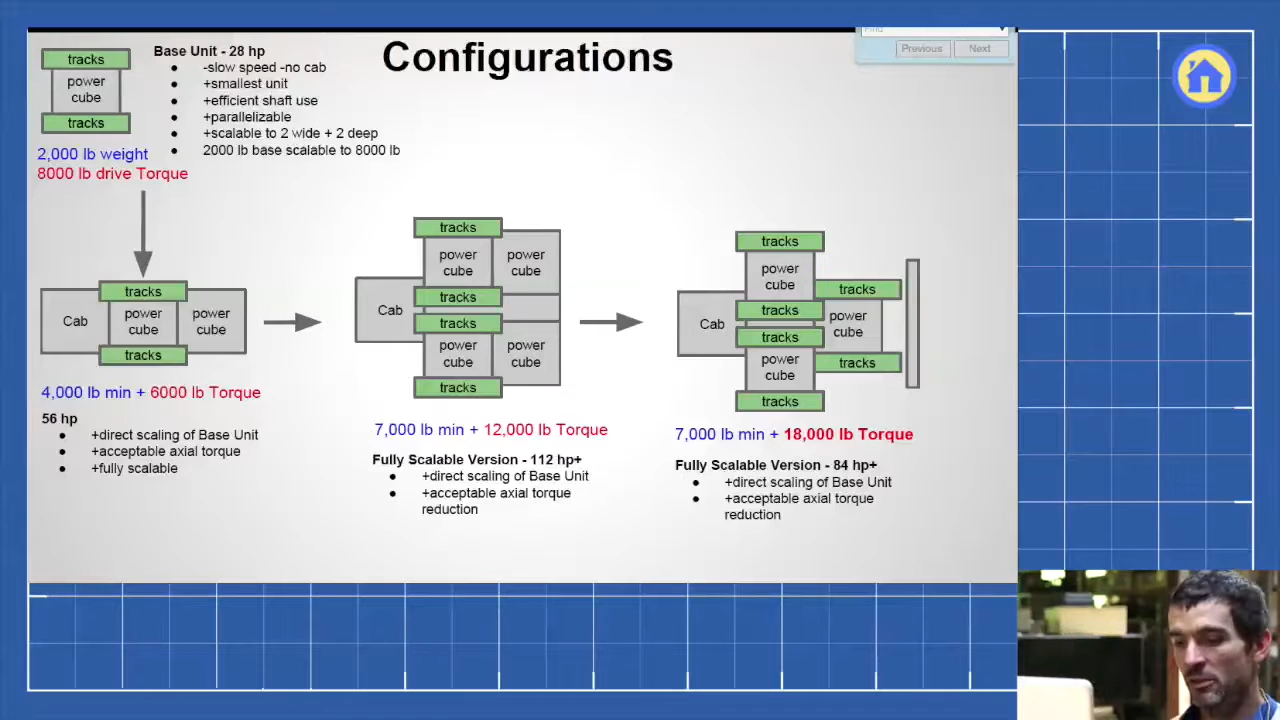 Configurations
Previous
Next
tracks
power
cube
tracks
Base Unit - 28 hp
● -slow speed -no cab
● +smallest unit
● +efficient shaft use
● +parallelizable
● +scalable to 2 wide + 2 deep
● 2000 lb base scalable to 8000 lb
2,000 lb weight
8000 lb drive Torque
Cab
tracks
power
cube
tracks
power
cube
4,000 lb min + 6000 lb Torque
56 hp
● +direct scaling of Base Unit
● +acceptable axial torque
● +fully scalable
Cab
tracks
power
cube
tracks
power
cube
tracks
power
cube
tracks
power
cube
7,000 lb min + 12,000 lb Torque
Fully Scalable Version - 112 hp+
● +direct scaling of Base Unit
● +acceptable axial torque
reduction
Cab
tracks
power
cube
tracks
tracks
power
cube
tracks
tracks
power
cube
tracks
7,000 lb min + 18,000 lb Torque
Fully Scalable Version - 84 hp+
● +direct scaling of Base Unit
● +acceptable axial torque
reduction